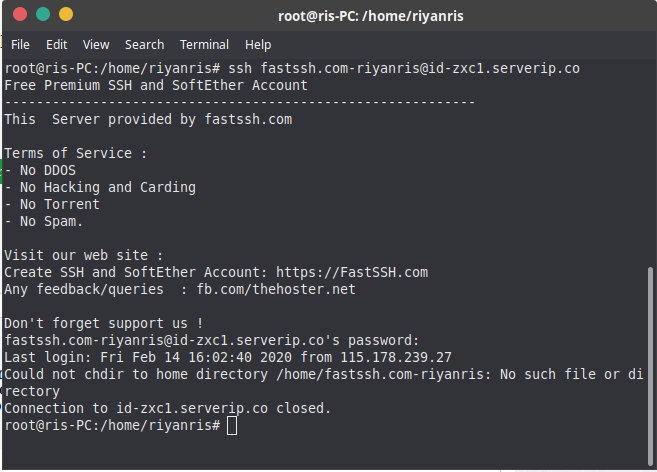 root@ris-PC: /home/riyanris
File Edit View Search Terminal Help
root@ris-PC:/home/riyanris# ssh fastssh.com-riyanris@id-zxc1.serverip.co
Free Premium SSH and SoftEther Account
-----------------------------------------------------------
This  Server provided by fastssh.com

Terms of Service :
- No DDOS
- No Hacking and Carding
- No Torrent
- No Spam.

Visit our web site :
Create SSH and SoftEther Account: https://FastSSH.com
Any feedback/queries  : fb.com/thehoster.net

Don't forget support us !
fastssh.com-riyanris@id-zxc1.serverip.co's password:
Last login: Fri Feb 14 16:02:40 2020 from 115.178.239.27
Could not chdir to home directory /home/fastssh.com-riyanris: No such file or di
rectory
Connection to id-zxc1.serverip.co closed.
root@ris-PC:/home/riyanris#